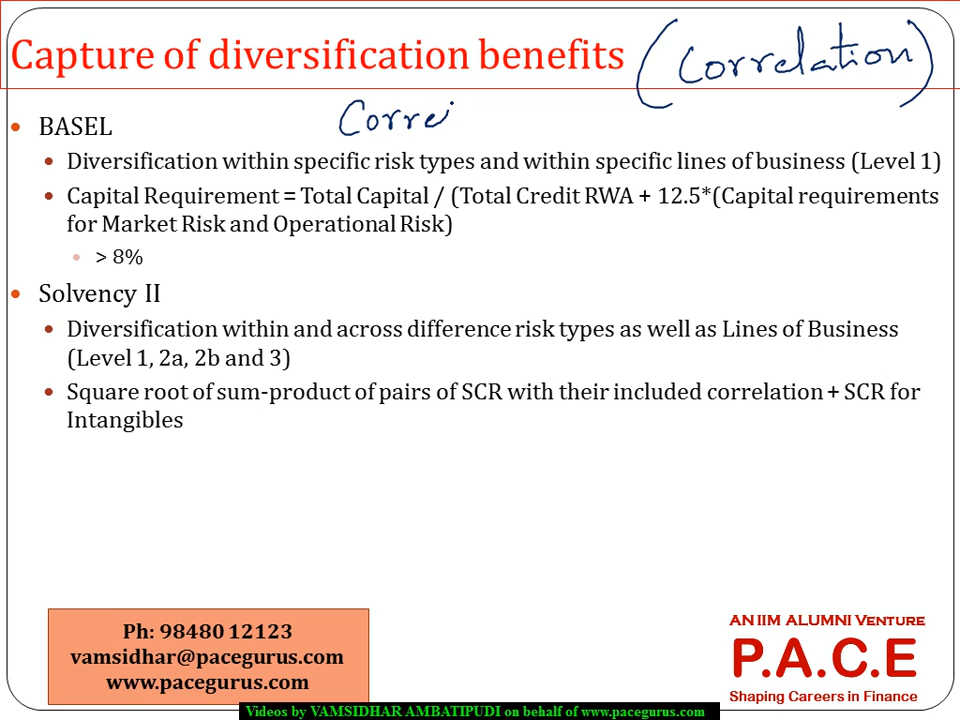 Capture of diversification benefits (Correlation)
Corre
• BASEL
• Diversification within specific risk types and within specific lines of business (Level 1)
• Capital Requirement = Total Capital / (Total Credit RWA + 12.5*(Capital requirements
for Market Risk and Operational Risk)
• > 8%
• Solvency II
• Diversification within and across difference risk types as well as Lines of Business
(Level 1, 2a, 2b and 3)
• Square root of sum-product of pairs of SCR with their included correlation + SCR for
Intangibles
Ph: 98480 12123
vamsidhar@pacegurus.com
www.pacegurus.com
AN IIM ALUMNI VENTURE
P.A.C.E
Shaping Careers in Finance
Videos by VAMSIDHAR AMBATIPUDI on behalf of www.pacegurus.com